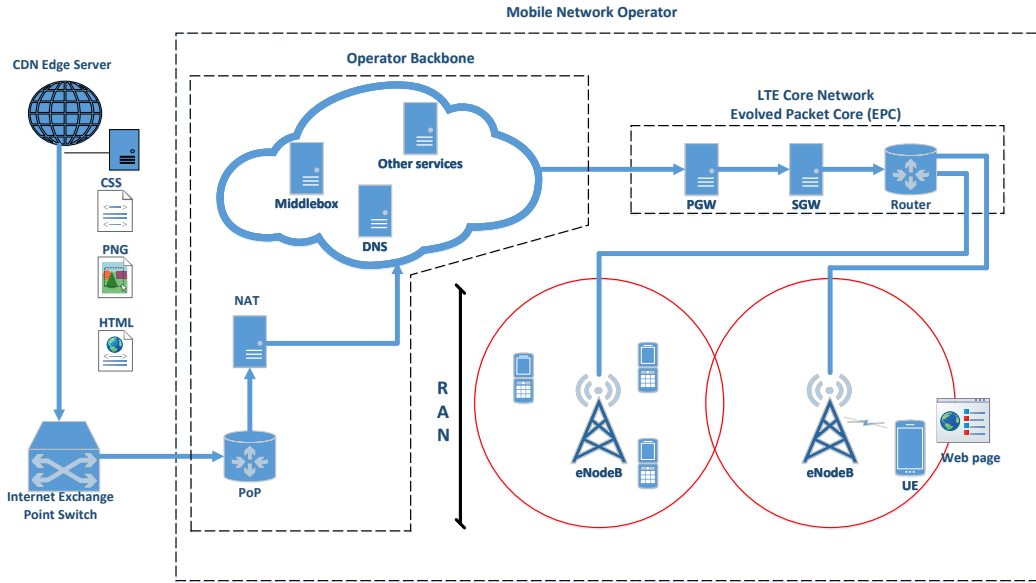 Mobile Network Operator
CDN Edge Server
Operator Backbone
LTE Core Network
Evolved Packet Core (EPC)
Other services
Middlebox
DNS
PGW
SGW
Router
CSS
PNG
HTML
NAT
R
A
N
eNodeB
eNodeB
UE
Web page
PoP
Internet Exchange
Point Switch